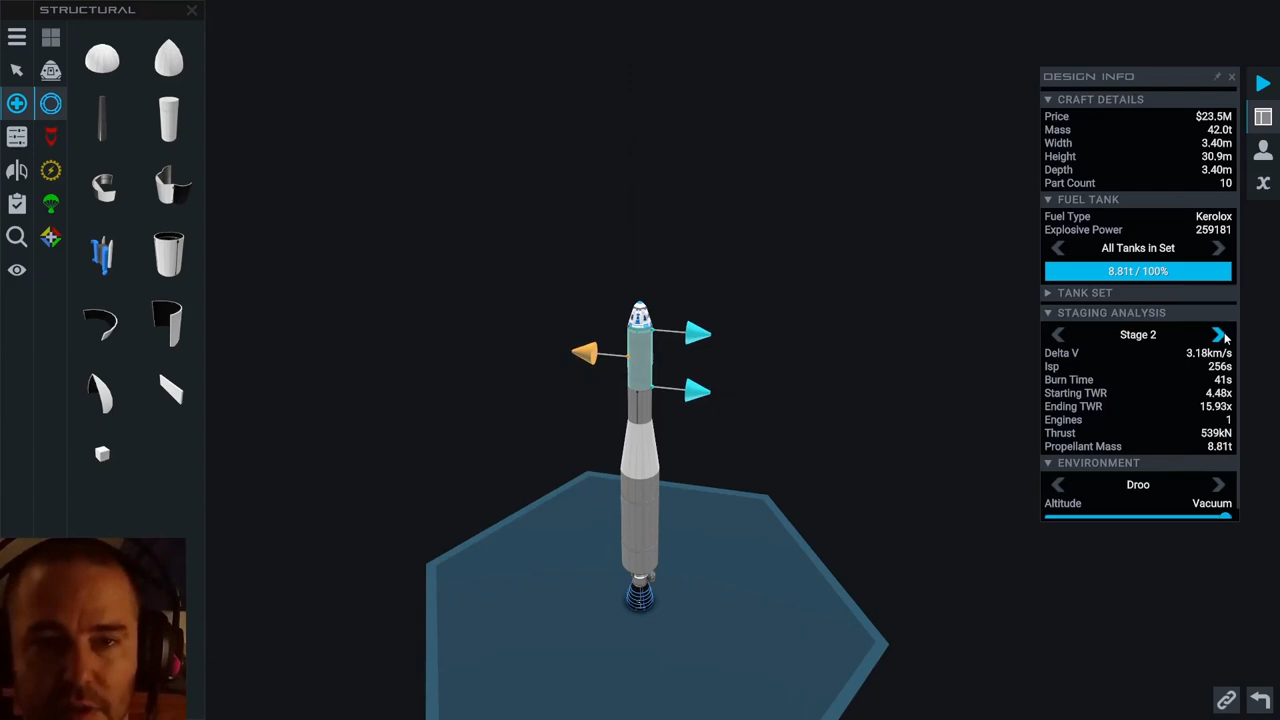 STRUCTURAL
DESIGN INFO
CRAFT DETAILS
Price $23.5M
Mass 42.0t
Width 3.40m
Height 30.9m
Depth 3.40m
Part Count 10
FUEL TANK
Fuel Type Kerolox
Explosive Power 259181
All Tanks in Set
8.81t / 100%
TANK SET
STAGING ANALYSIS
Stage 2
Delta V 3.18km/s
Isp 256s
Burn Time 41s
Starting TWR 4.48x
Ending TWR 15.93x
Engines 1
Thrust 539kN
Propellant Mass 8.81t
ENVIRONMENT
Droo
Altitude Vacuum